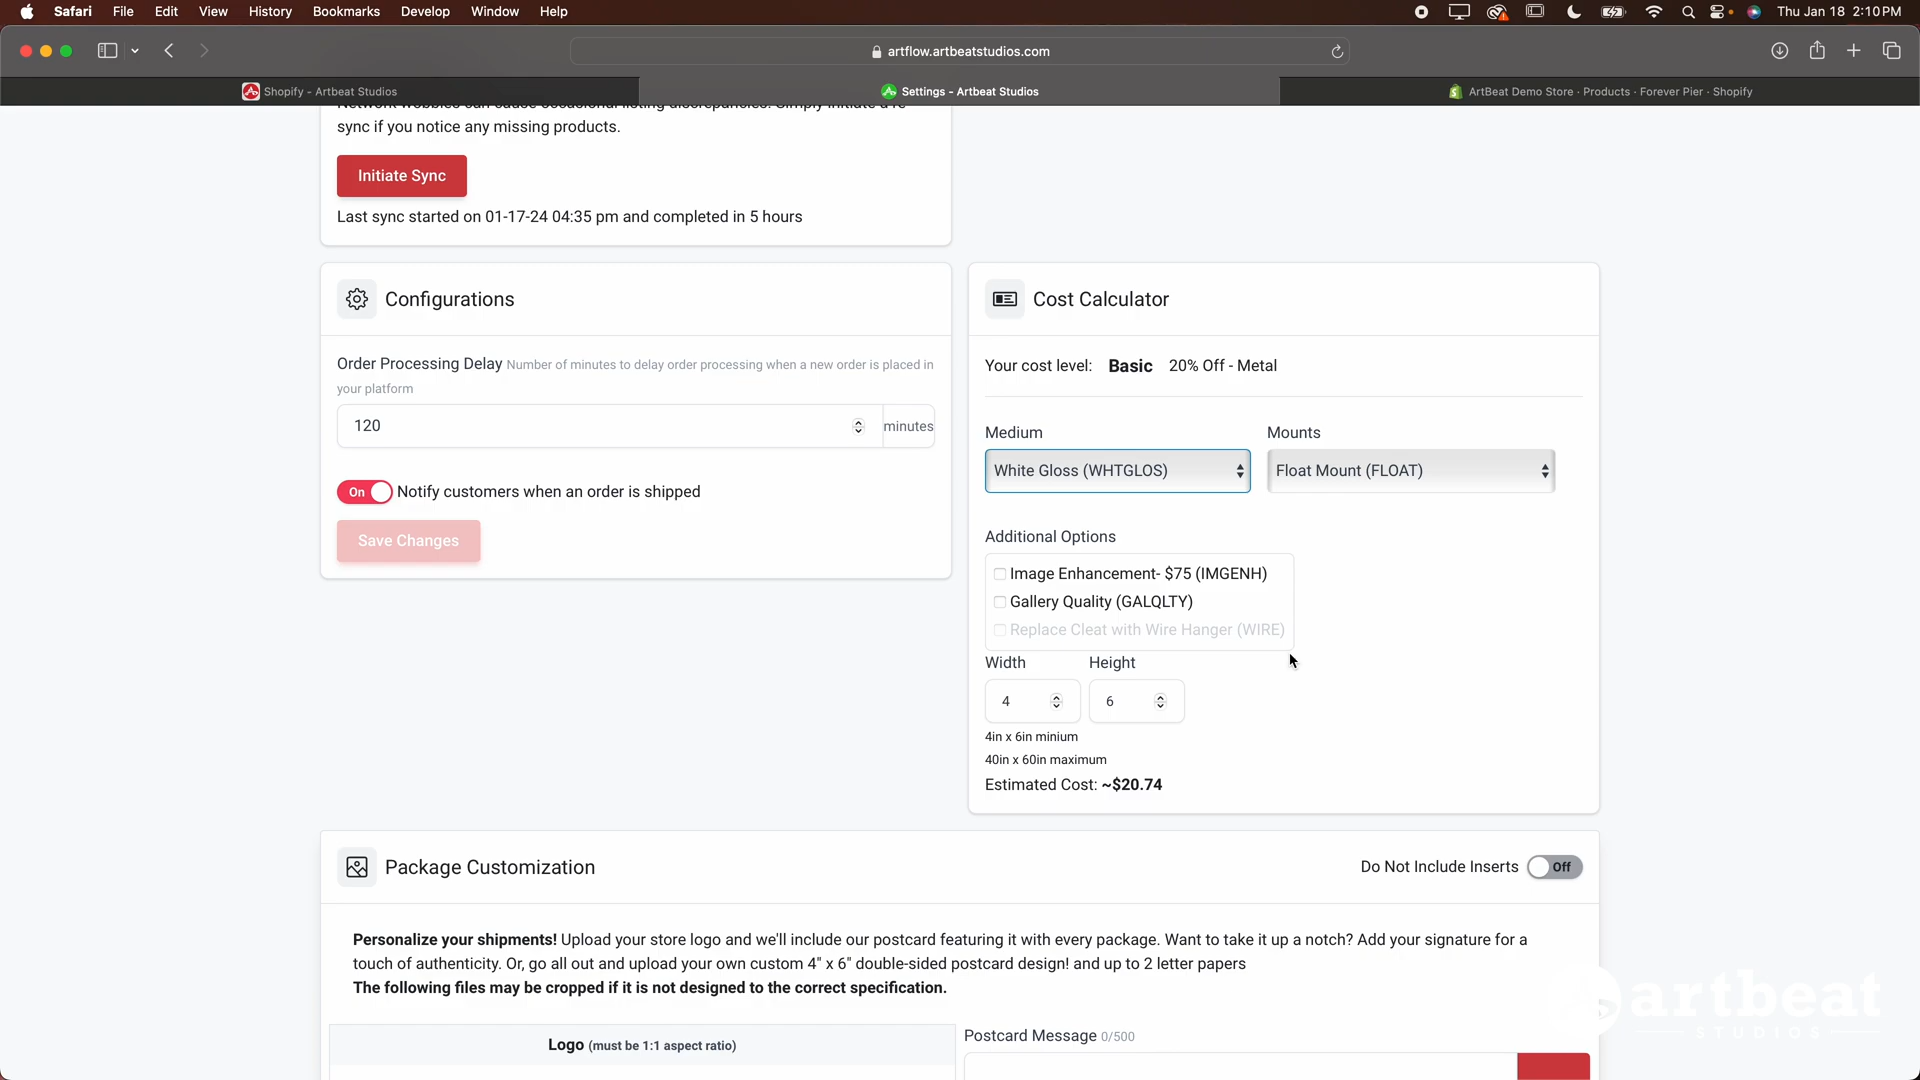 Safari File Edit View History Bookmarks Develop Window Help Thu Jan 18 2:10 PM
artflow.artbeatstudios.com
Shopify - Artbeat Studios
Settings - Artbeat Studios
ArtBeat Demo Store · Products · Forever Pier · Shopify
Network wobbles can cause occasional listing discrepancies. Simply initiate a re-
sync if you notice any missing products.
Initiate Sync
Last sync started on 01-17-24 04:35 pm and completed in 5 hours
Configurations
Order Processing Delay Number of minutes to delay order processing when a new order is placed in
your platform
120 minutes
On Notify customers when an order is shipped
Save Changes
Cost Calculator
Your cost level: Basic 20% Off - Metal
Medium Mounts
White Gloss (WHTGLOS) Float Mount (FLOAT)
Additional Options
Image Enhancement- $75 (IMGENH)
Gallery Quality (GALQLTY)
Replace Cleat with Wire Hanger (WIRE)
Width Height
4 6
4in x 6in minium
40in x 60in maximum
Estimated Cost: ~$20.74
Package Customization
Do Not Include Inserts Off
Personalize your shipments! Upload your store logo and we'll include our postcard featuring it with every package. Want to take it up a notch? Add your signature for a
touch of authenticity. Or, go all out and upload your own custom 4" x 6" double-sided postcard design! and up to 2 letter papers
The following files may be cropped if it is not designed to the correct specification.
Logo (must be 1:1 aspect ratio)
Postcard Message 0/500
artbeat
STUDIOS